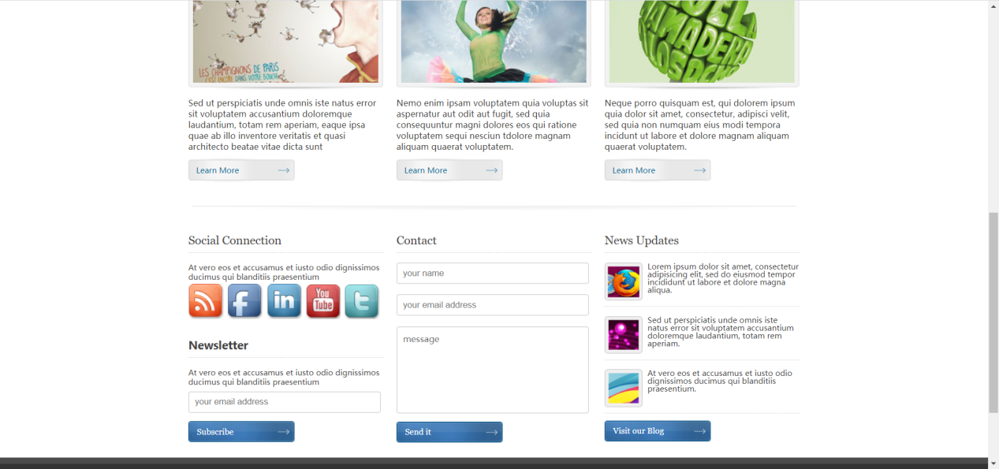 LES CHAMPIGNONS DE PARIS
C'EST ENCORE DANS VOTRE BOUCHE
Sed ut perspiciatis unde omnis iste natus error
sit voluptatem accusantium doloremque
laudantium, totam rem aperiam, eaque ipsa
quae ab illo inventore veritatis et quasi
architecto beatae vitae dicta sunt
Learn More
Nemo enim ipsam voluptatem quia voluptas sit
aspernatur aut odit aut fugit, sed quia
consequuntur magni dolores eos qui ratione
voluptatem sequi nesciun tdolore magnam
aliquam quaerat voluptatem.
Learn More
Neque porro quisquam est, qui dolorem ipsum
quia dolor sit amet, consectetur, adipisci velit,
sed quia non numquam eius modi tempora
incidunt ut labore et dolore magnam aliquam
quaerat voluptatem.
Learn More
Social Connection
At vero eos et accusamus et iusto odio dignissimos
ducimus qui blanditiis praesentium
f
in
You
Tube
t
Newsletter
At vero eos et accusamus et iusto odio dignissimos
ducimus qui blanditiis praesentium
your email address
Subscribe
Contact
your name
your email address
message
Send it
News Updates
Lorem ipsum dolor sit amet, consectetur
adipisicing elit, sed do eiusmod tempor
incididunt ut labore et dolore magna
aliqua.
Sed ut perspiciatis unde omnis iste
natus error sit voluptatem accusantium
doloremque laudantium, totam rem
aperiam.
At vero eos et accusamus et iusto odio
dignissimos ducimus qui blanditiis
praesentium.
Visit our Blog